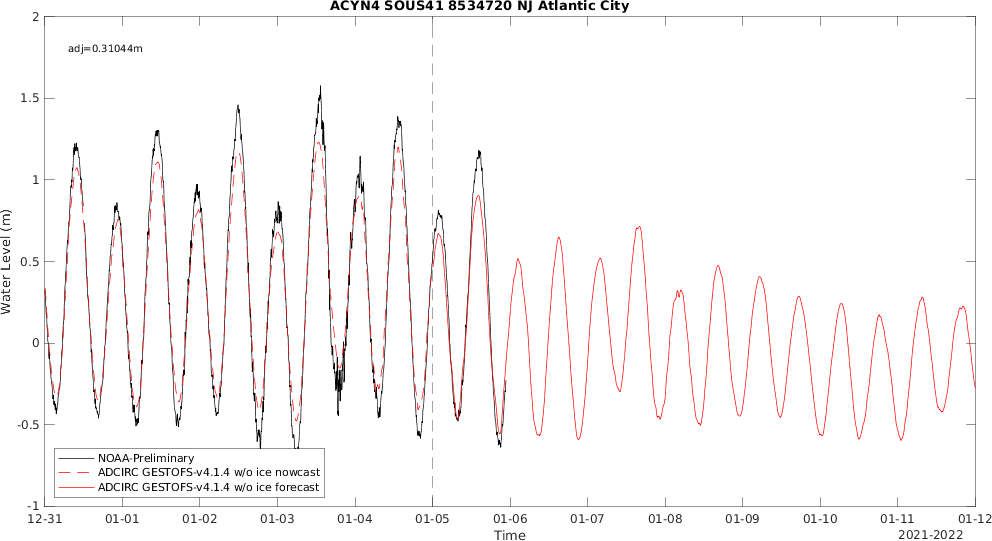 ACYN4 SOUS41 8534720 NJ Atlantic City
adj=0.31044m
2
1.5
1
0.5
0
-0.5
-1
Water Level (m)
NOAA-Preliminary
ADCIRC GESTOFS-v4.1.4 w/o ice nowcast
ADCIRC GESTOFS-v4.1.4 w/o ice forecast
12-31 01-01 01-02 01-03 01-04 01-05 01-06 01-07 01-08 01-09 01-10 01-11 01-12
Time
2021-2022